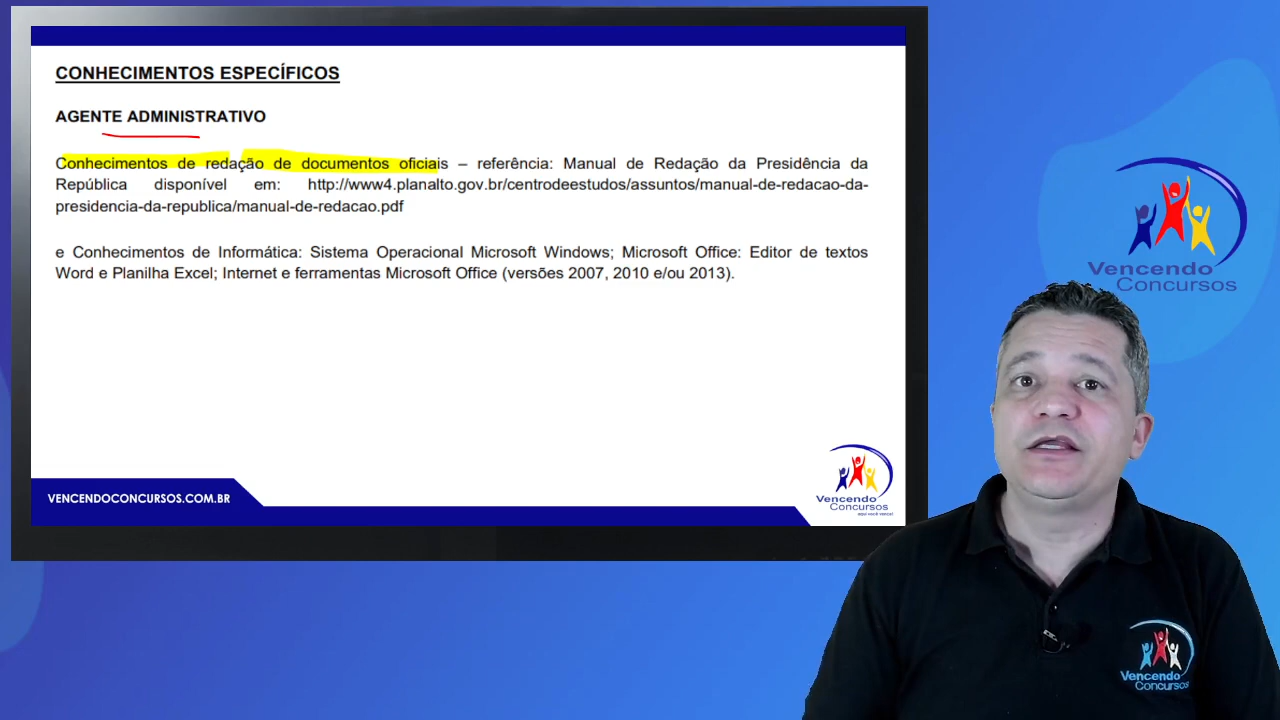 CONHECIMENTOS ESPECÍFICOS
AGENTE ADMINISTRATIVO
Conhecimentos de redação de documentos oficiais – referência: Manual de Redação da Presidência da
República disponível em: http://www4.planalto.gov.br/centrodeestudos/assuntos/manual-de-redacao-da-
presidencia-da-republica/manual-de-redacao.pdf
e Conhecimentos de Informática: Sistema Operacional Microsoft Windows; Microsoft Office: Editor de textos
Word e Planilha Excel; Internet e ferramentas Microsoft Office (versões 2007, 2010 e/ou 2013).
VENCENDOCONCURSOS.COM.BR
Vencendo
Concursos
aqui você vence!
Vencendo
Concursos
Vencendo
Concursos